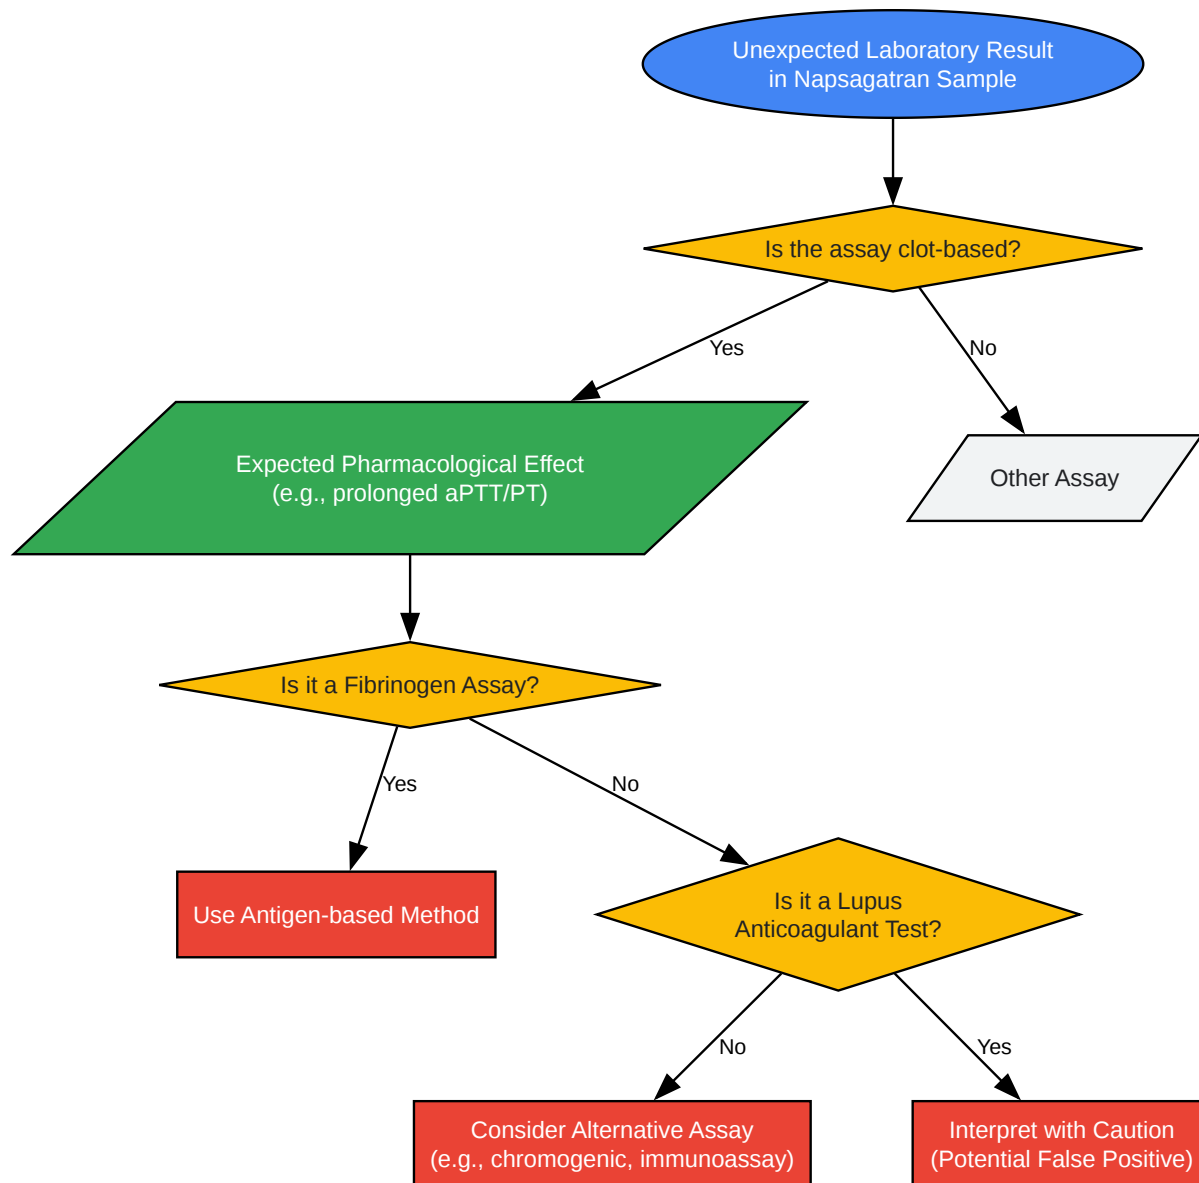 Unexpected Laboratory Result
in Napsagatran Sample
Is the assay clot-based?
Yes
No
Expected Pharmacological Effect
(e.g., prolonged aPTT/PT)
Other Assay
Is it a Fibrinogen Assay?
Yes
No
Use Antigen-based Method
Is it a Lupus
Anticoagulant Test?
No
Yes
Consider Alternative Assay
(e.g., chromogenic, immunoassay)
Interpret with Caution
(Potential False Positive)